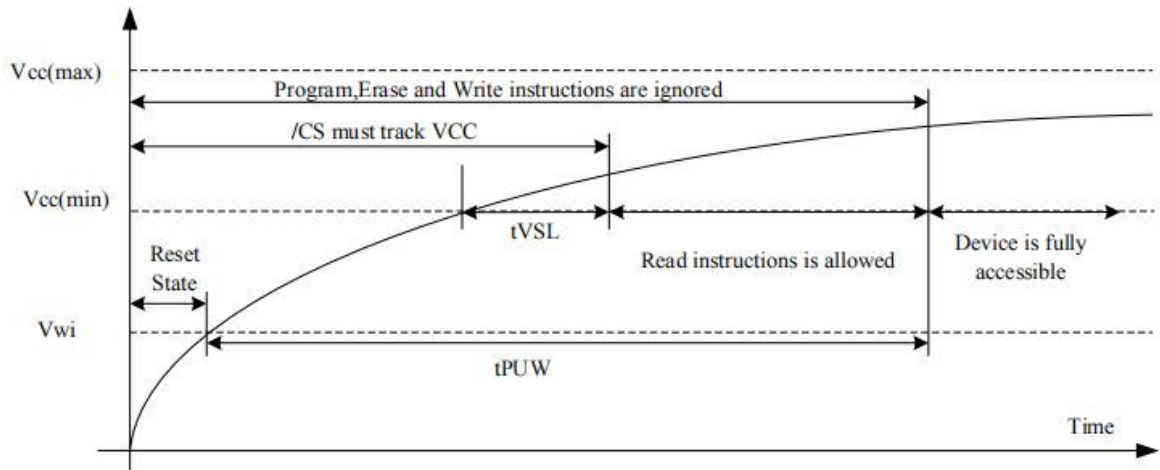 Vcc(max)
Program,Erase and Write instructions are ignored
/CS must track VCC
Vcc(min)
tVSL
Reset
State
Read instructions is allowed
Device is fully
accessible
Vwi
tPUW
Time